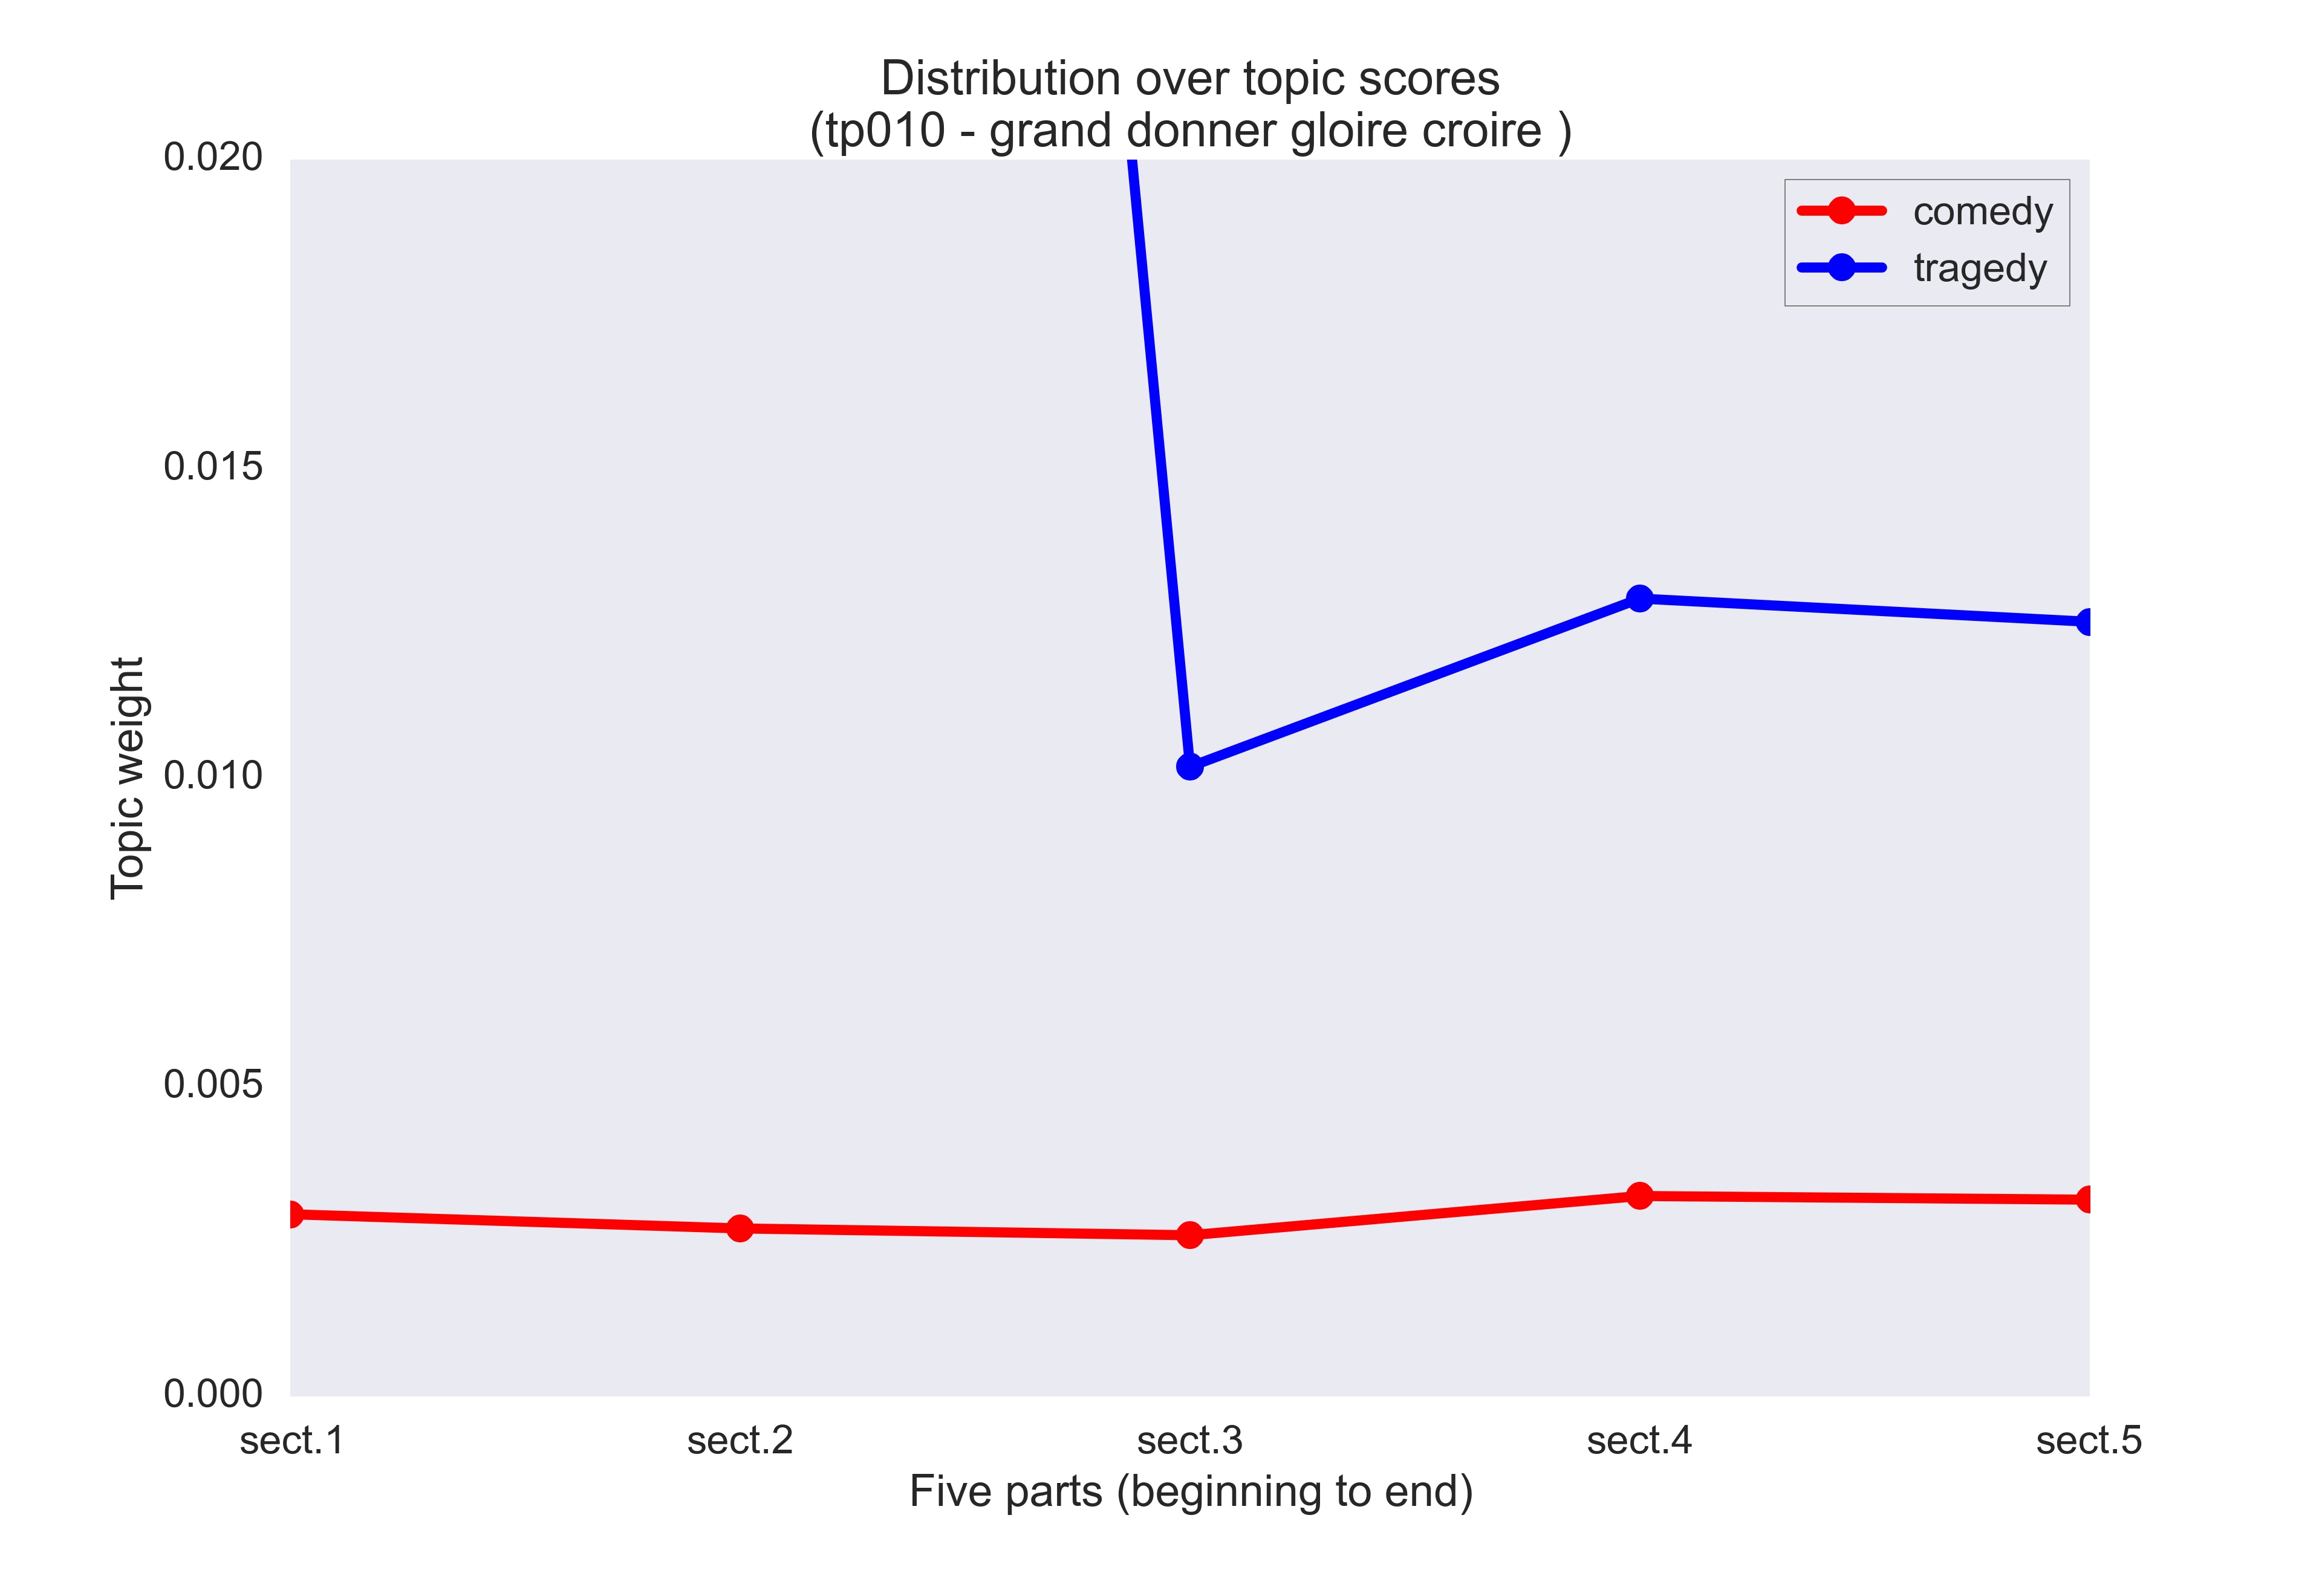 Distribution over topic scores
(tp010 - grand donner gloire croire )
comedy
tragedy
Topic weight
0.020
0.015
0.010
0.005
0.000
sect.1
sect.2
sect.3
sect.4
sect.5
Five parts (beginning to end)